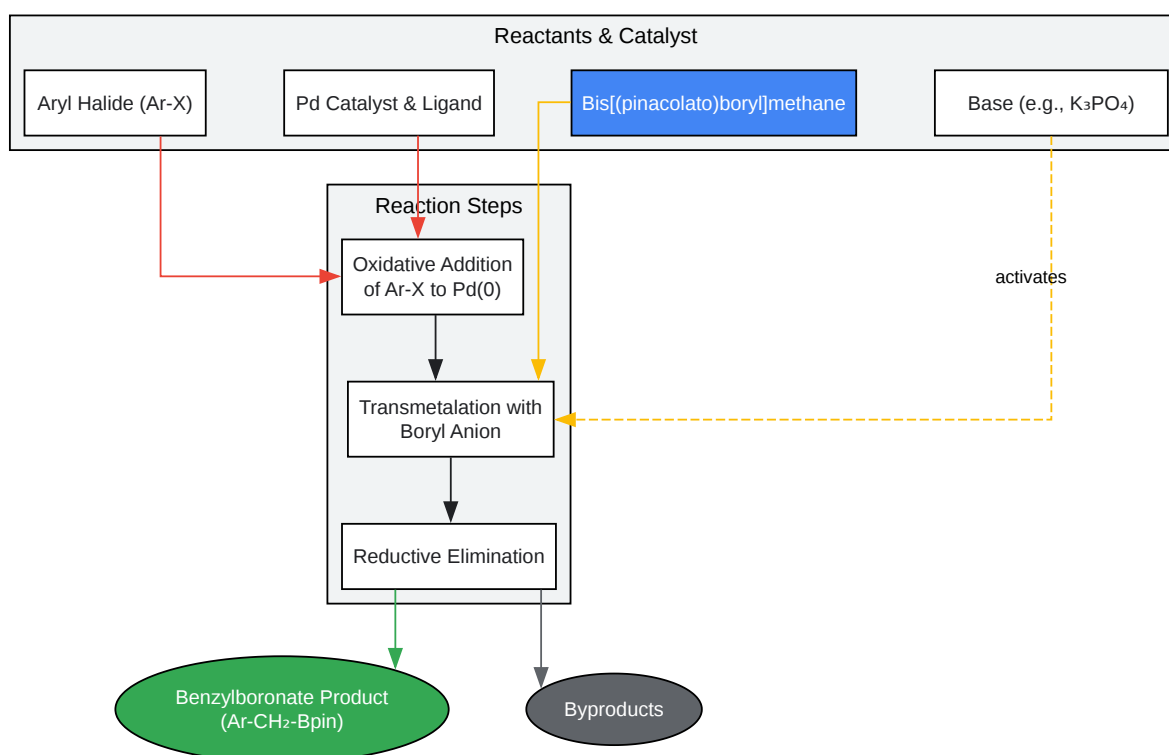 Reactants & Catalyst
Aryl Halide (Ar-X)
Pd Catalyst & Ligand
Bis[(pinacolato)boryl]methane
Base (e.g., K₃PO₄)
Reaction Steps
Oxidative Addition
of Ar-X to Pd(0)
activates
Transmetalation with
Boryl Anion
Reductive Elimination
Benzylboronate Product
(Ar-CH₂-Bpin)
Byproducts